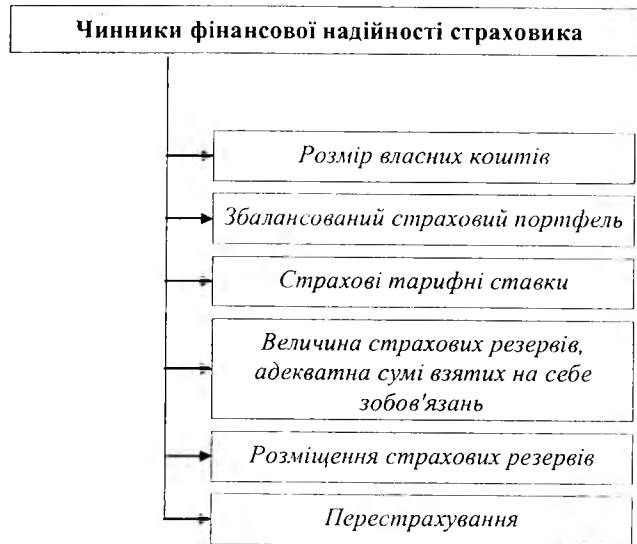 Чинники фінансової надійності страховика
Розмір власних коштів
Збалансований страховий портфель
Страхові тарифні ставки
Величина страхових резервів,
адекватна сумі взятих на себе
зобов'язань
Розміщення страхових резервів
Перестрахування